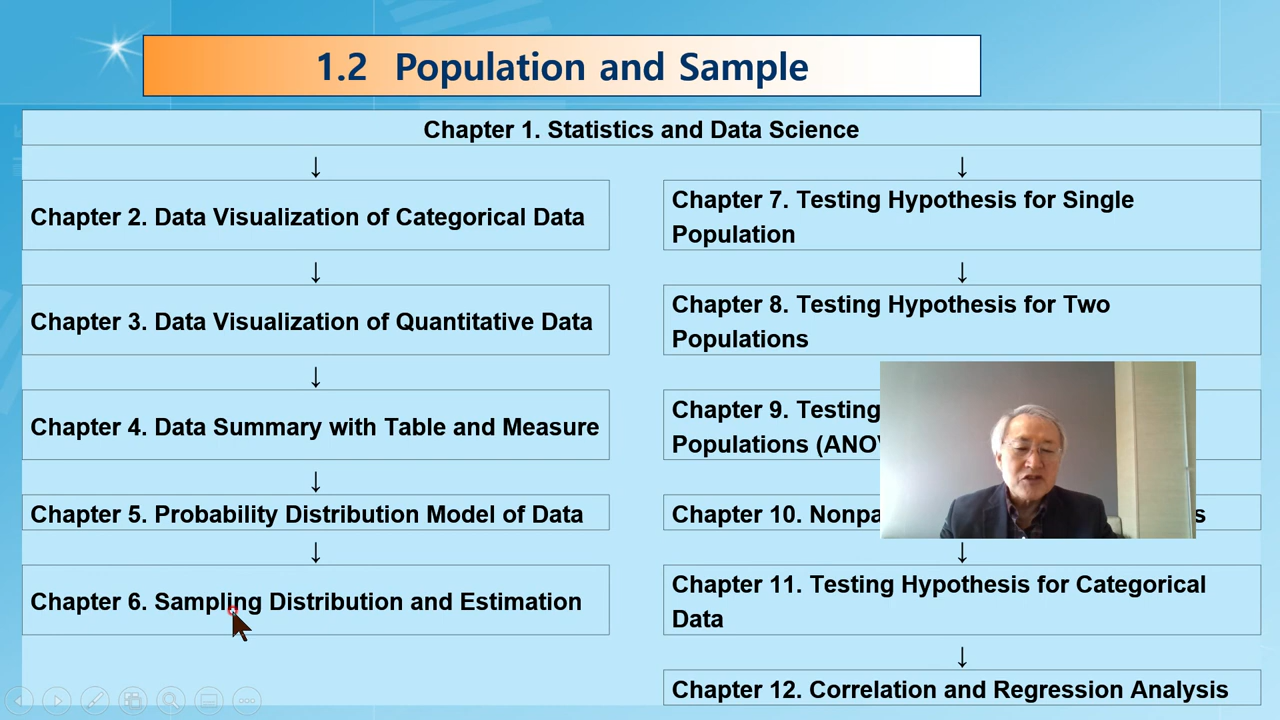 1.2 Population and Sample
Chapter 1. Statistics and Data Science
↓
↓
Chapter 2. Data Visualization of Categorical Data
↓
Chapter 3. Data Visualization of Quantitative Data
↓
Chapter 4. Data Summary with Table and Measure
↓
Chapter 5. Probability Distribution Model of Data
↓
Chapter 6. Sampling Distribution and Estimation
Chapter 7. Testing Hypothesis for Single
Population
↓
Chapter 8. Testing Hypothesis for Two
Populations
Chapter 9. Testing
Populations
Chapter 10.
↓
Chapter 11. Testing Hypothesis for Categorical
Data
↓
Chapter 12. Correlation and Regression Analysis